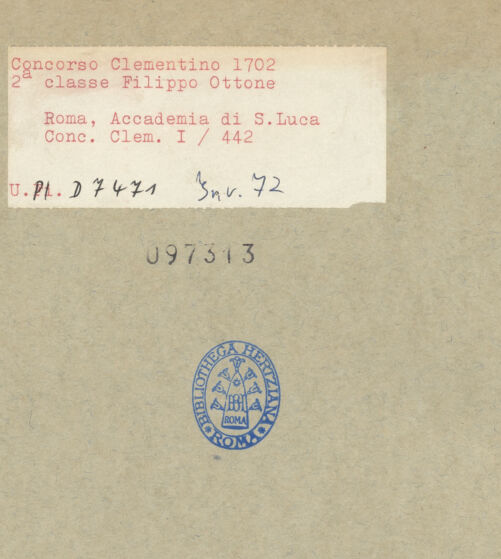 Concorso Clementino 1702
2a classe Filippo Ottone
Roma, Accademia di S.Luca
Conc. Clem. I / 442
U.Pl. D 7471 Inv. 72
097313
BIBLIOTHECA HERTZIANA
ROMA
ROMA